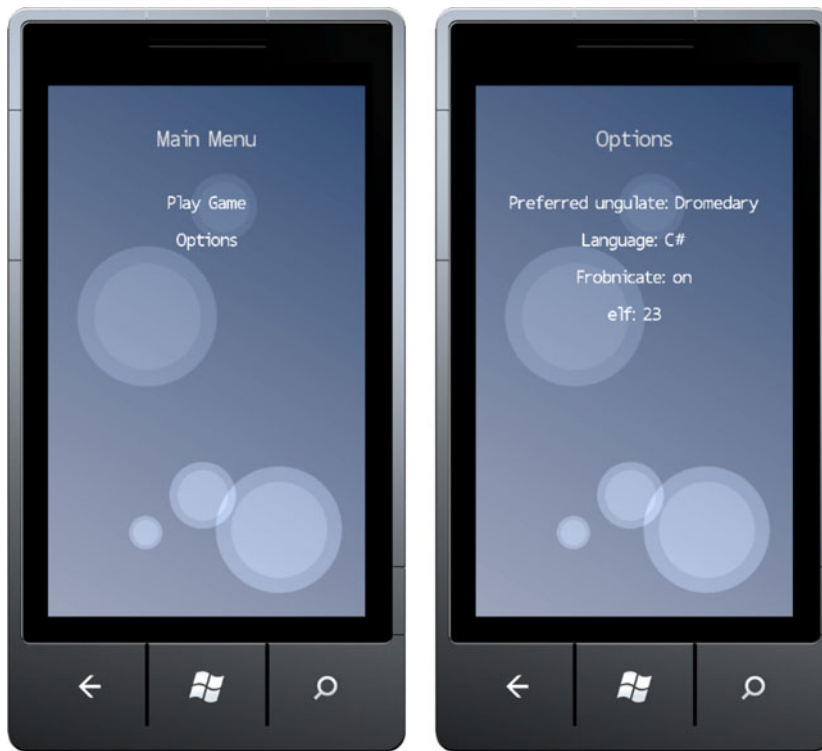 Main Menu
Play Game
Options
Options
Preferred ungulate: Dromedary
Language: C#
Frobnicate: on
elf: 23